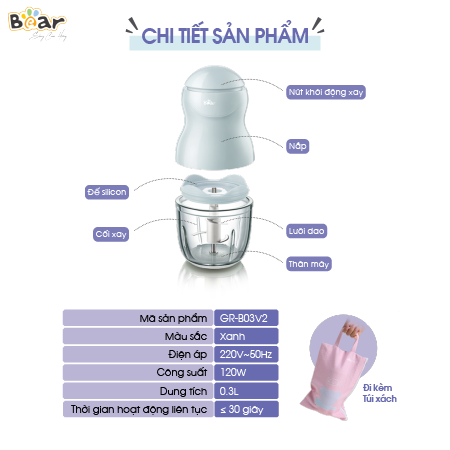 Bear
CHI TIẾT SẢN PHẨM
Nút khởi động xay
Nắp
Đế silicon
Cối xay
Lưỡi dao
Thân máy
Mã sản phẩm GR-B03V2
Màu sắc Xanh
Điện áp 220V~50Hz
Công suất 120W
Dung tích 0.3L
Thời gian hoạt động liên tục ≤ 30 giây
Đi kèm
Túi xách